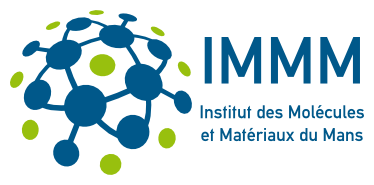 IMMM
Institut des Molécules
et Matériaux du Mans